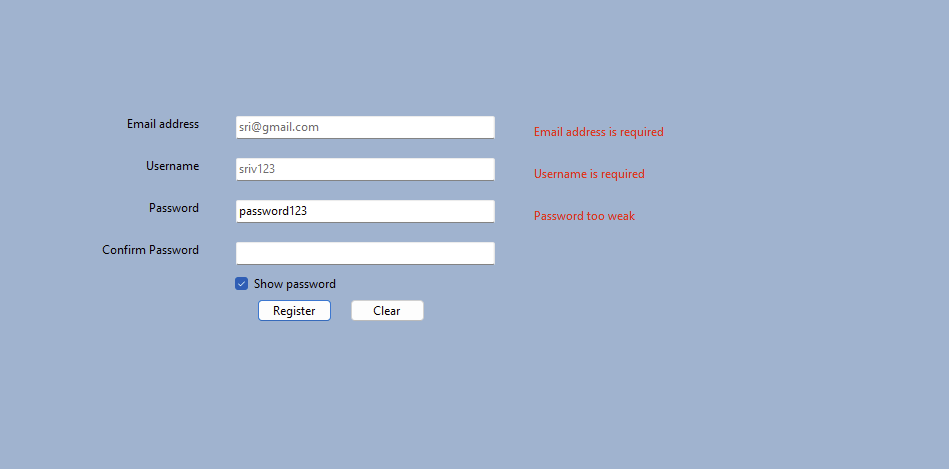 Email address sri@gmail.com Email address is required
Username sriv123 Username is required
Password password123 Password too weak
Confirm Password
Show password
Register Clear